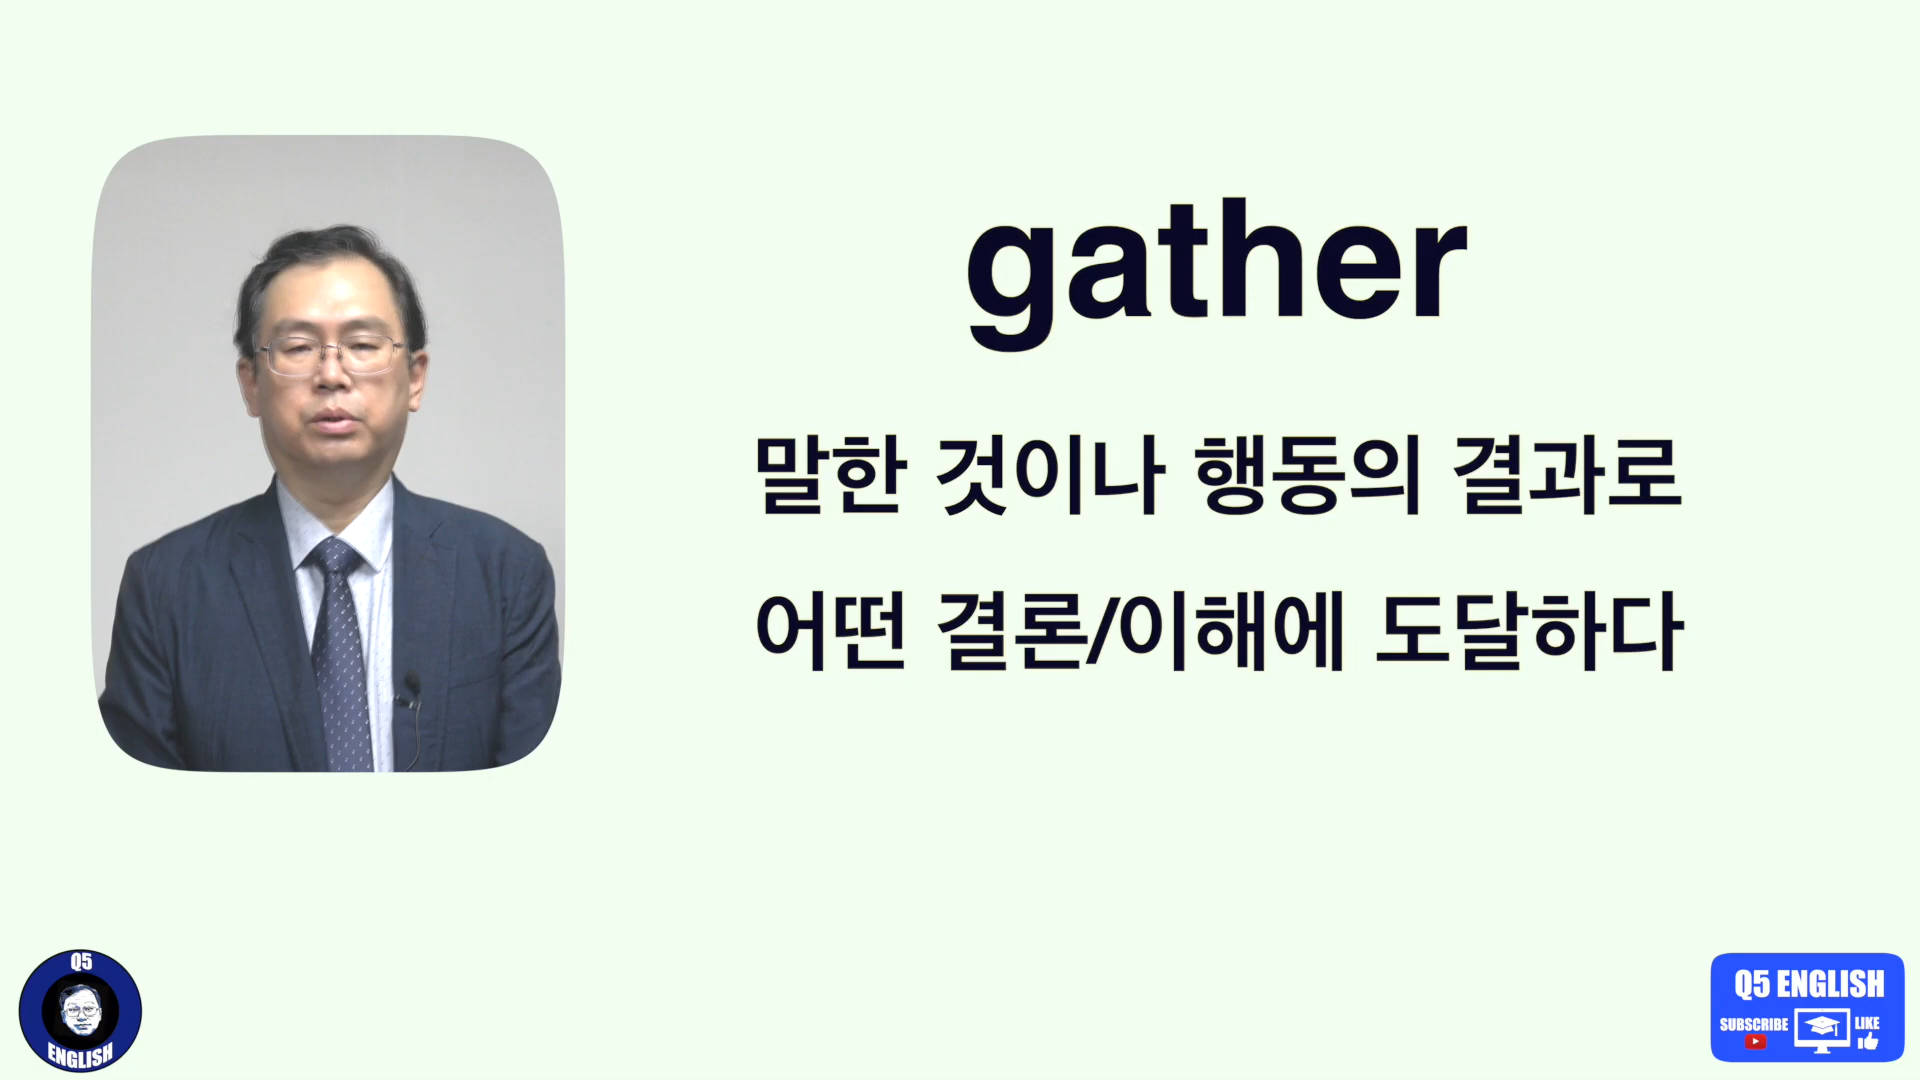 gather
말한 것이나 행동의 결과로
어떤 결론/이해에 도달하다
Q5
ENGLISH
Q5 ENGLISH
SUBSCRIBE
LIKE